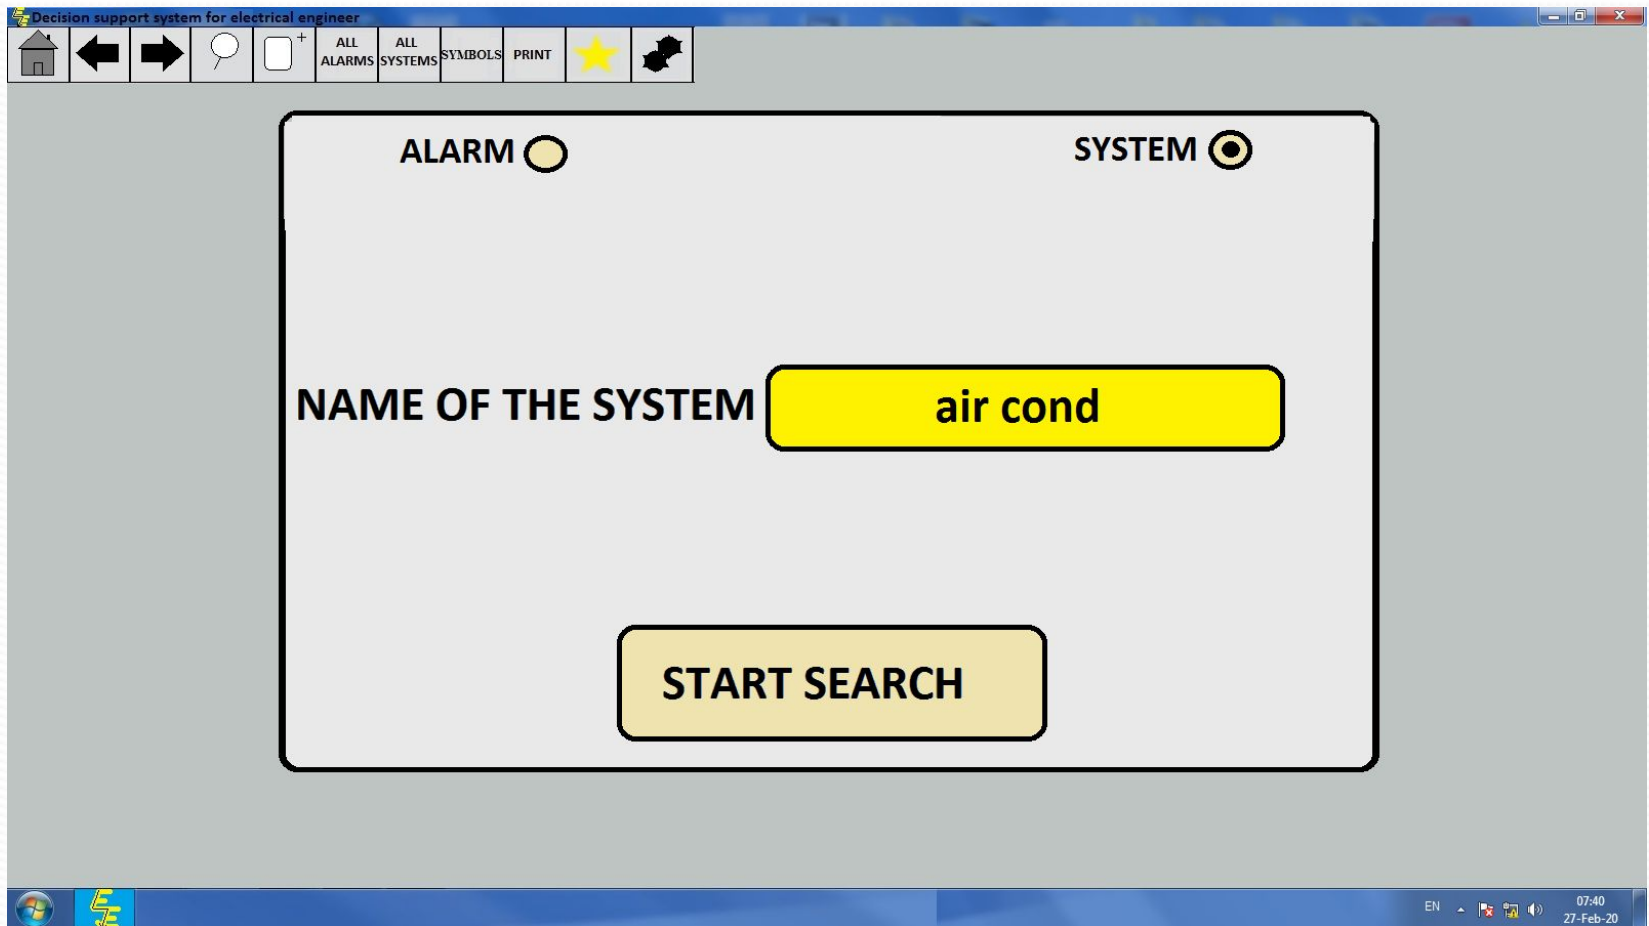 Decision support system for electrical engineer
+
ALL
ALARMS
ALL
SYSTEMS
SYMBOLS
PRINT
ALARM
SYSTEM
NAME OF THE SYSTEM
air cond
START SEARCH
EN
07:40
27-Feb-20